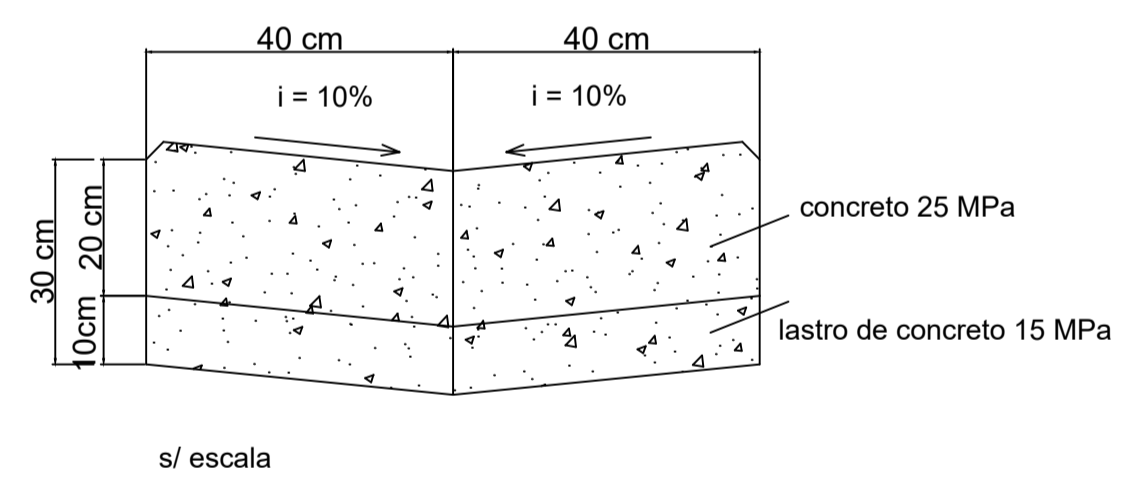 40 cm
40 cm
i = 10%
i = 10%
30 cm
20 cm
10cm
concreto 25 MPa
lastro de concreto 15 MPa
s/ escala